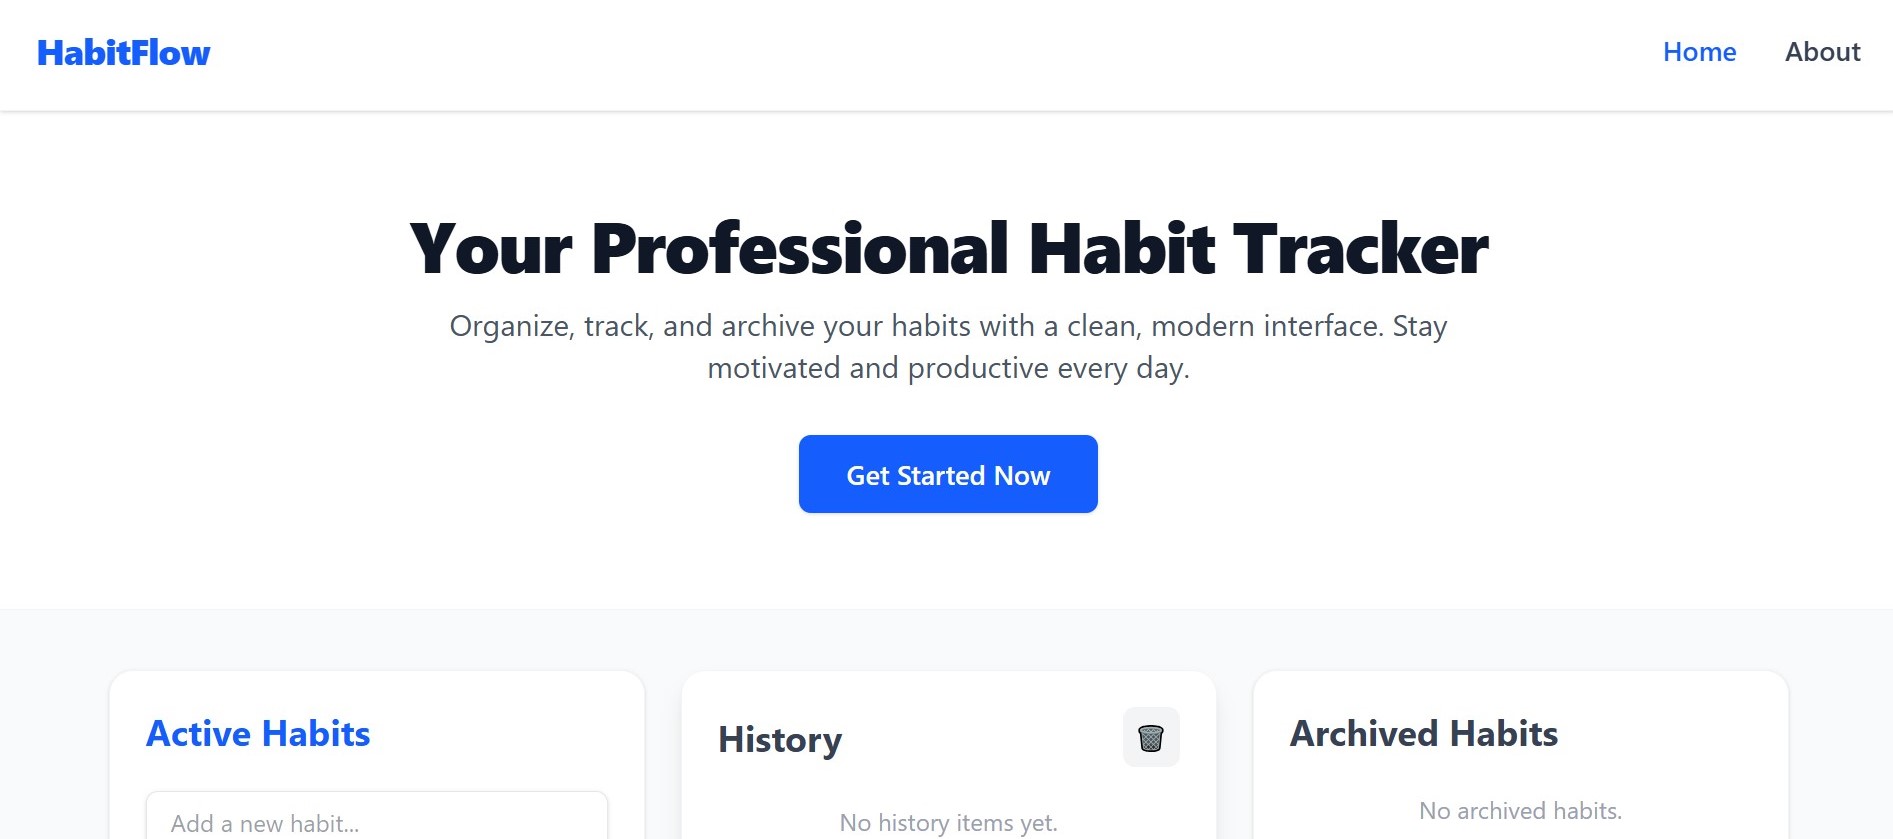 HabitFlow
Home
About
Your Professional Habit Tracker
Organize, track, and archive your habits with a clean, modern interface. Stay
motivated and productive every day.
Get Started Now
Active Habits
Add a new habit...
History
No history items yet.
Archived Habits
No archived habits.